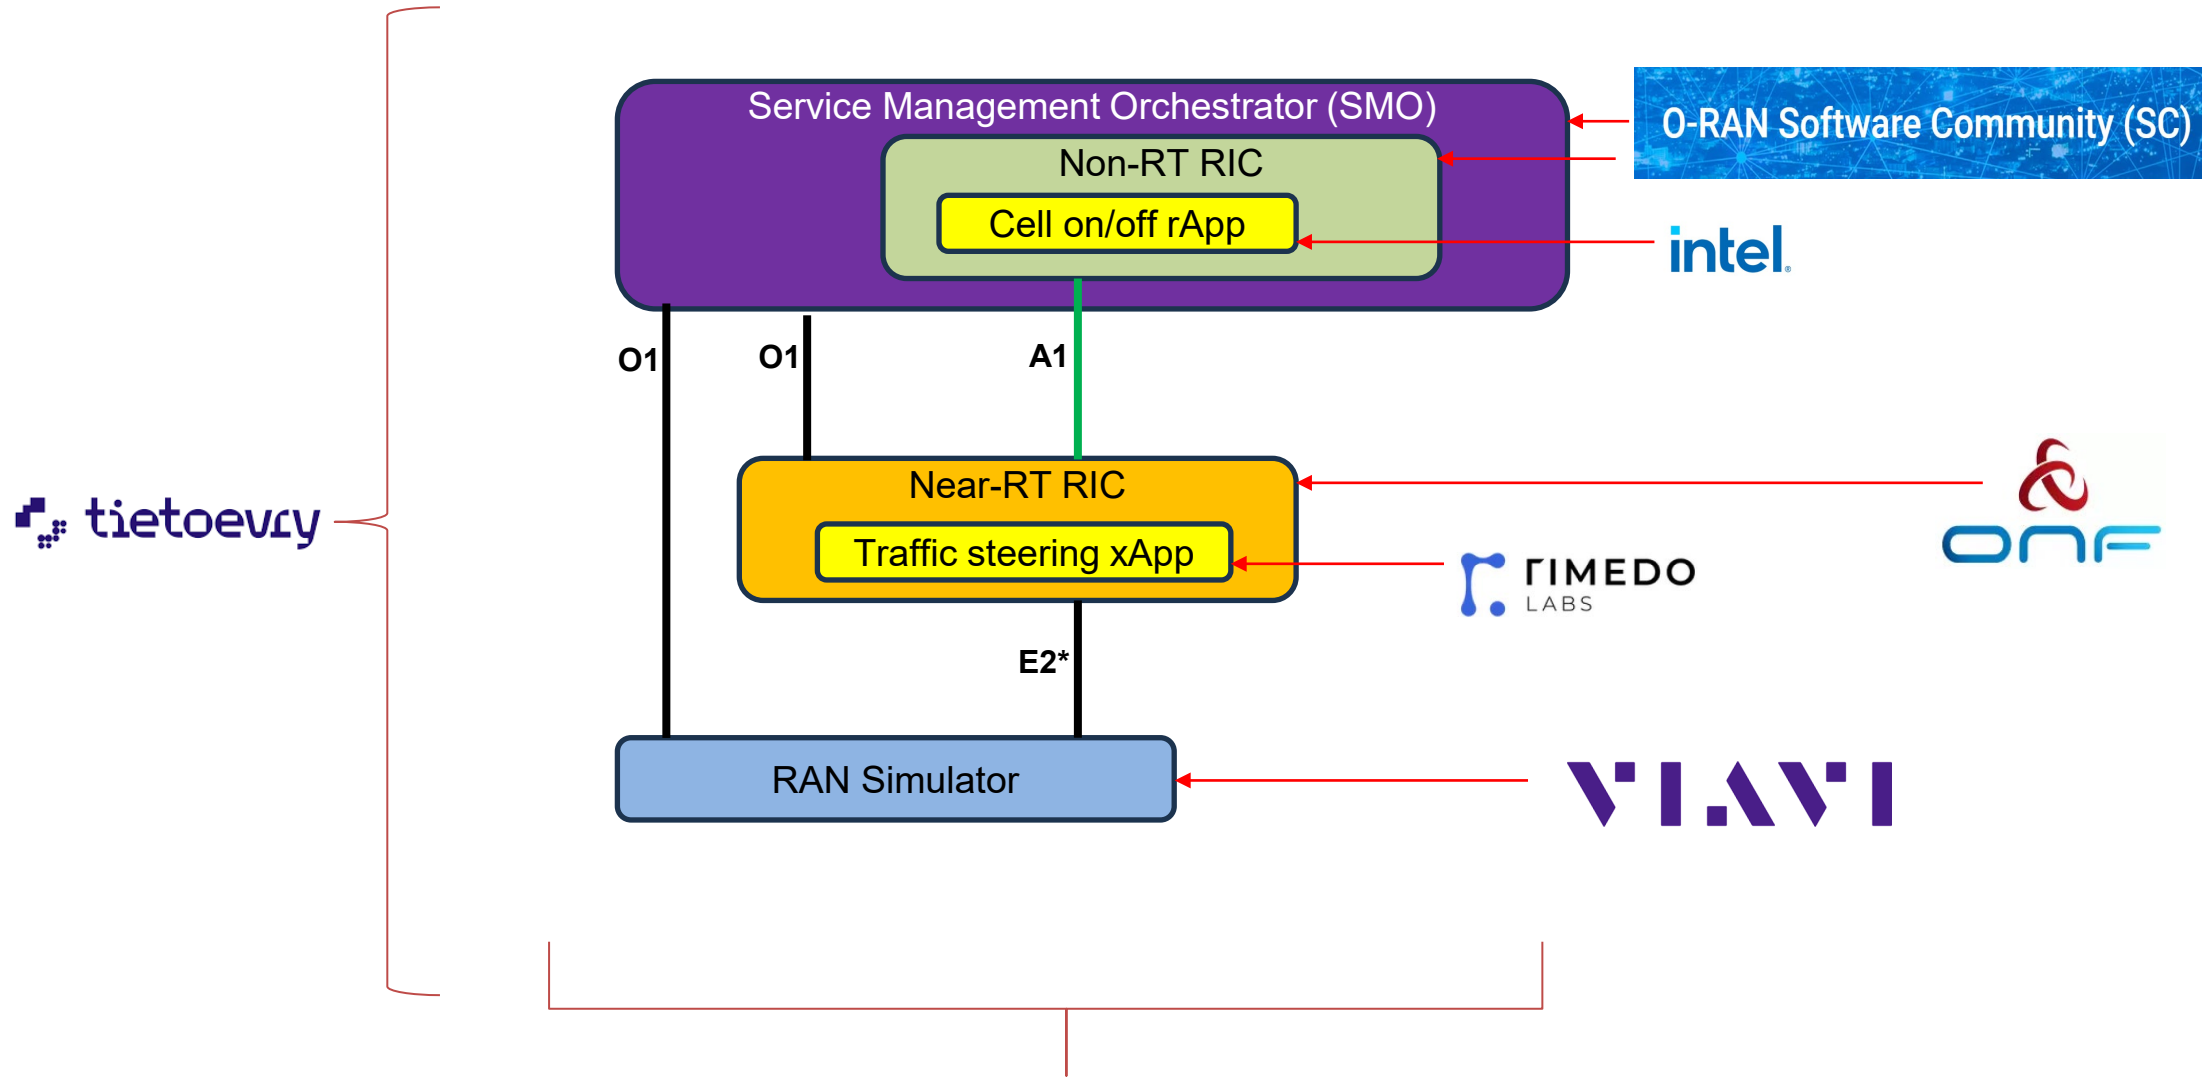 Service Management Orchestrator (SMO)
O-RAN Software Community (SC)
Non-RT RIC
Cell on/off rApp
intel.
O1
O1
A1
Near-RT RIC
tietoevry
Traffic steering xApp
ONF
RIMEDO
LABS
E2*
RAN Simulator
VIAVI